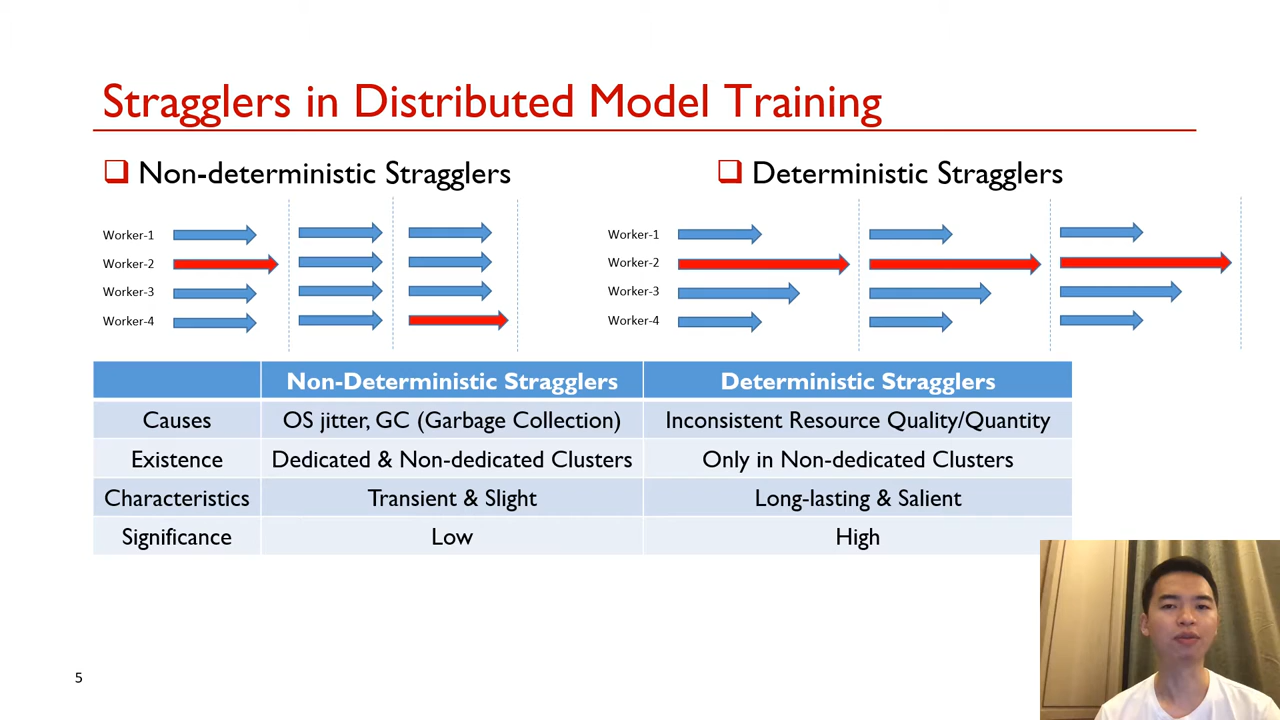 Stragglers in Distributed Model Training
Non-deterministic Stragglers
Worker-1
Worker-2
Worker-3
Worker-4
Deterministic Stragglers
Worker-1
Worker-2
Worker-3
Worker-4
Non-Deterministic Stragglers Deterministic Stragglers
Causes OS jitter, GC (Garbage Collection) Inconsistent Resource Quality/Quantity
Existence Dedicated & Non-dedicated Clusters Only in Non-dedicated Clusters
Characteristics Transient & Slight Long-lasting & Salient
Significance Low High
5